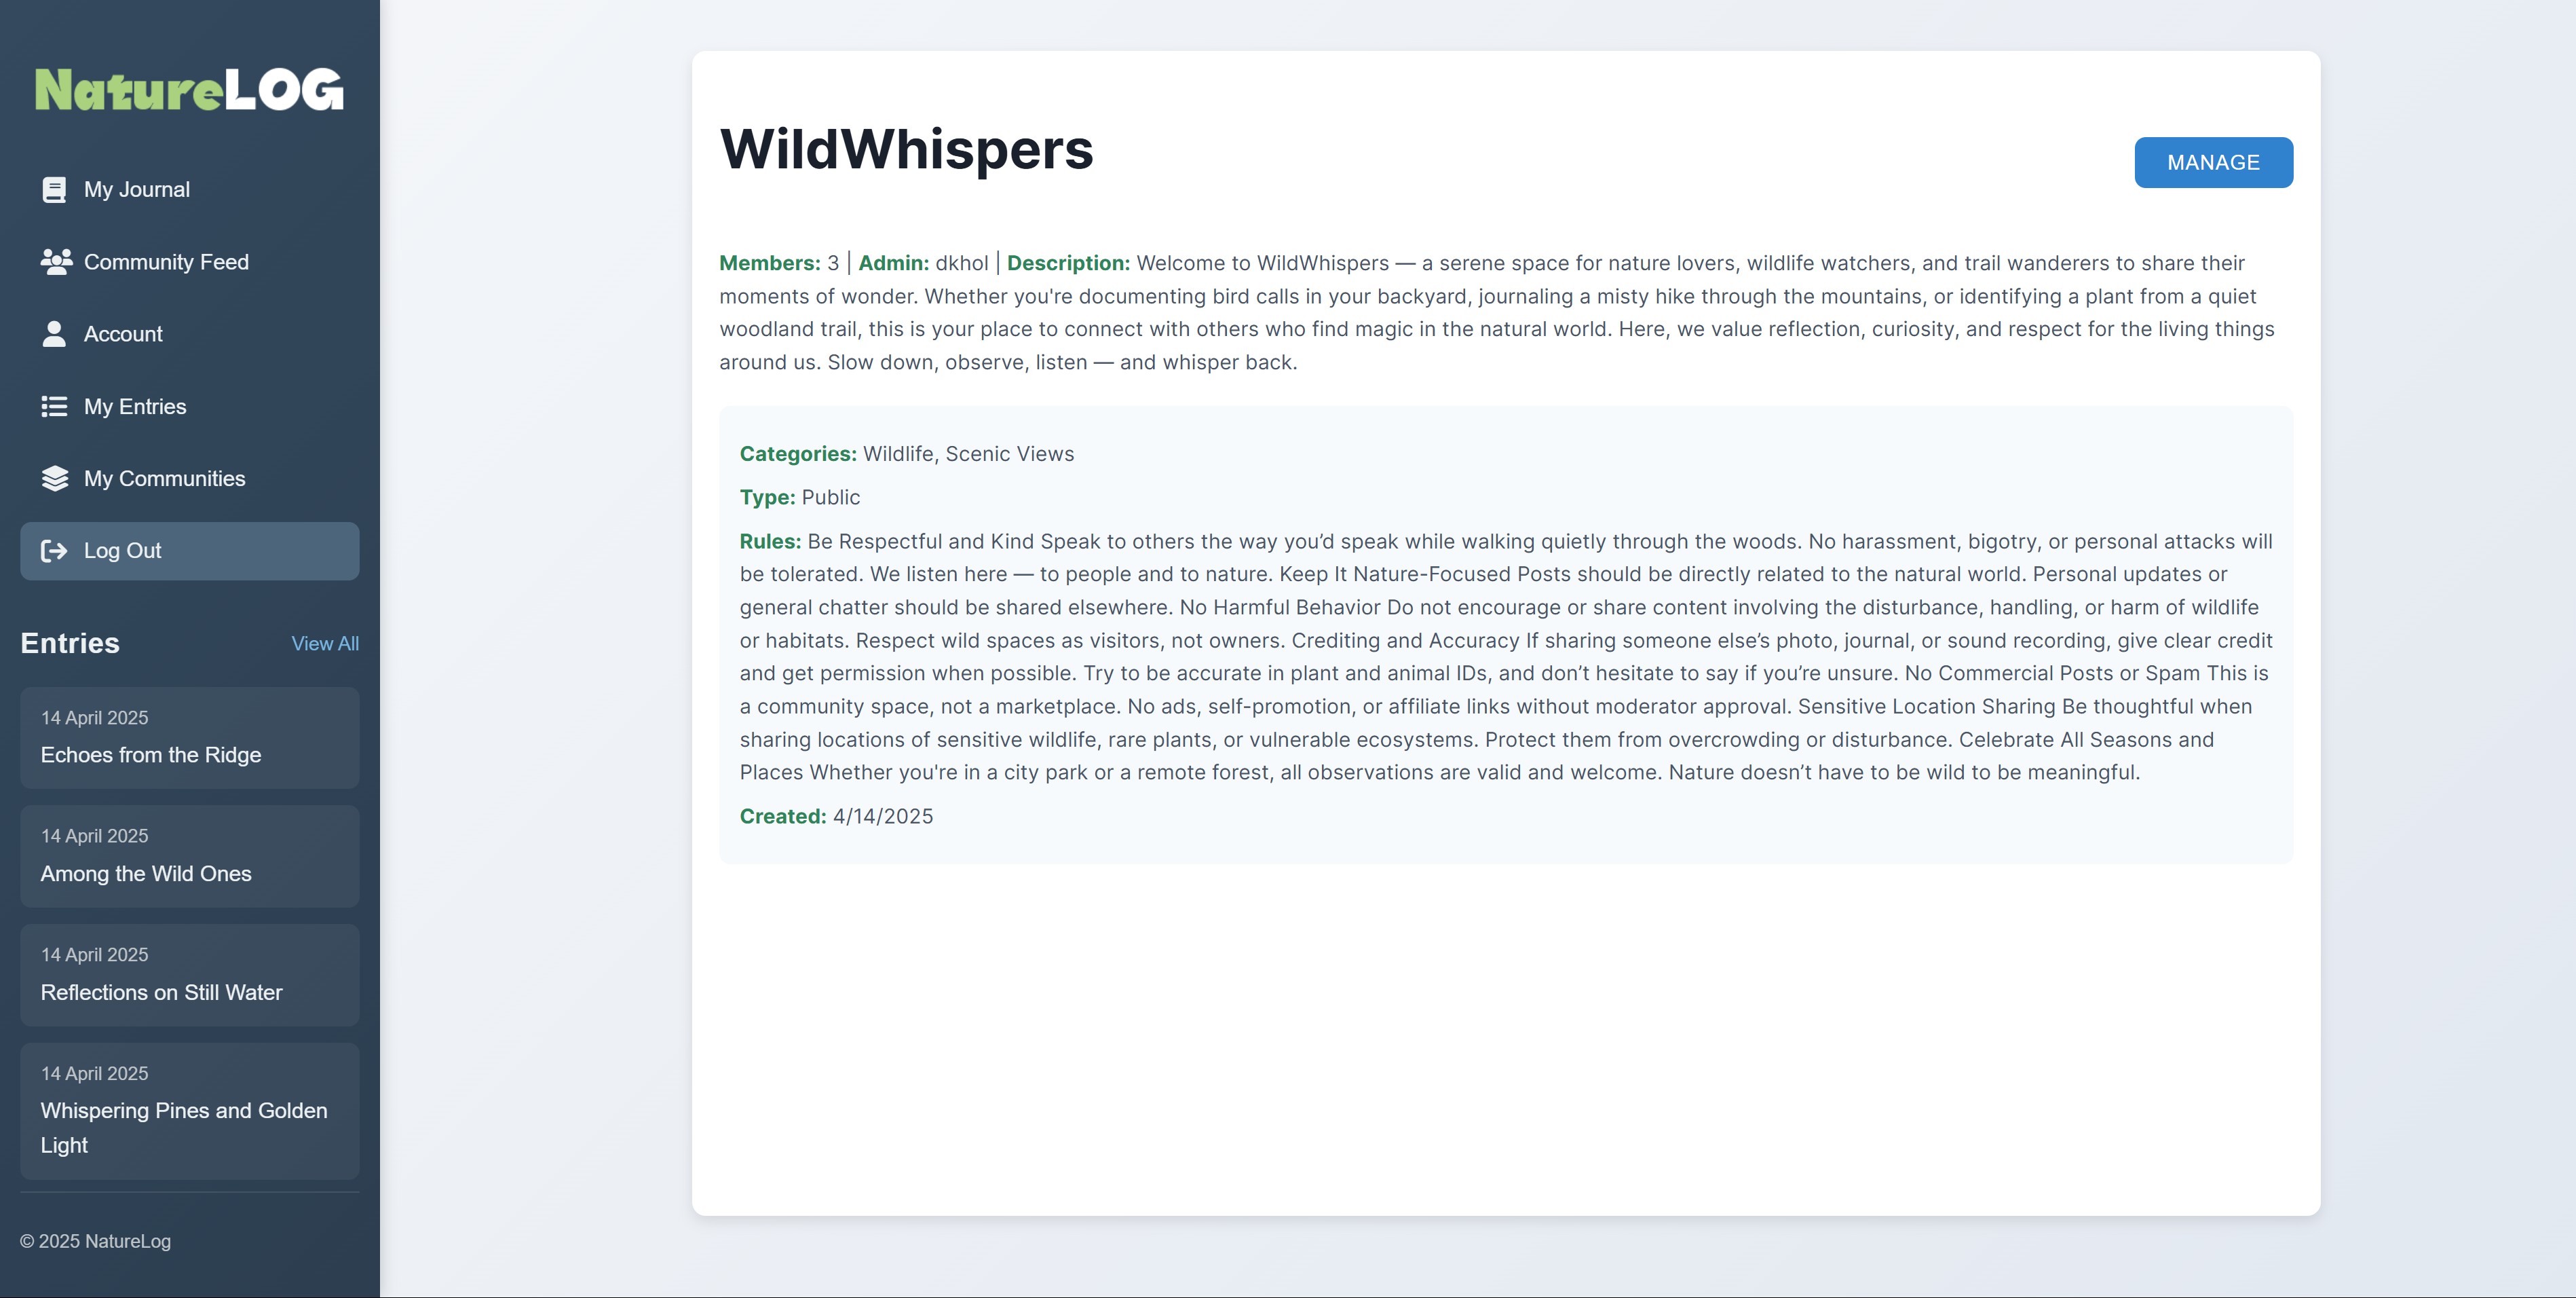 NatureLOG
My Journal
Community Feed
Account
My Entries
My Communities
Log Out
Entries
View All
14 April 2025
Echoes from the Ridge
14 April 2025
Among the Wild Ones
14 April 2025
Reflections on Still Water
14 April 2025
Whispering Pines and Golden
Light
© 2025 NatureLog
WildWhispers
MANAGE
Members: 3 | Admin: dkhol | Description: Welcome to WildWhispers — a serene space for nature lovers, wildlife watchers, and trail wanderers to share their
moments of wonder. Whether you're documenting bird calls in your backyard, journaling a misty hike through the mountains, or identifying a plant from a quiet
woodland trail, this is your place to connect with others who find magic in the natural world. Here, we value reflection, curiosity, and respect for the living things
around us. Slow down, observe, listen — and whisper back.
Categories: Wildlife, Scenic Views
Type: Public
Rules: Be Respectful and Kind Speak to others the way you’d speak while walking quietly through the woods. No harassment, bigotry, or personal attacks will
be tolerated. We listen here — to people and to nature. Keep It Nature-Focused Posts should be directly related to the natural world. Personal updates or
general chatter should be shared elsewhere. No Harmful Behavior Do not encourage or share content involving the disturbance, handling, or harm of wildlife
or habitats. Respect wild spaces as visitors, not owners. Crediting and Accuracy If sharing someone else’s photo, journal, or sound recording, give clear credit
and get permission when possible. Try to be accurate in plant and animal IDs, and don’t hesitate to say if you’re unsure. No Commercial Posts or Spam This is
a community space, not a marketplace. No ads, self-promotion, or affiliate links without moderator approval. Sensitive Location Sharing Be thoughtful when
sharing locations of sensitive wildlife, rare plants, or vulnerable ecosystems. Protect them from overcrowding or disturbance. Celebrate All Seasons and
Places Whether you're in a city park or a remote forest, all observations are valid and welcome. Nature doesn’t have to be wild to be meaningful.
Created: 4/14/2025